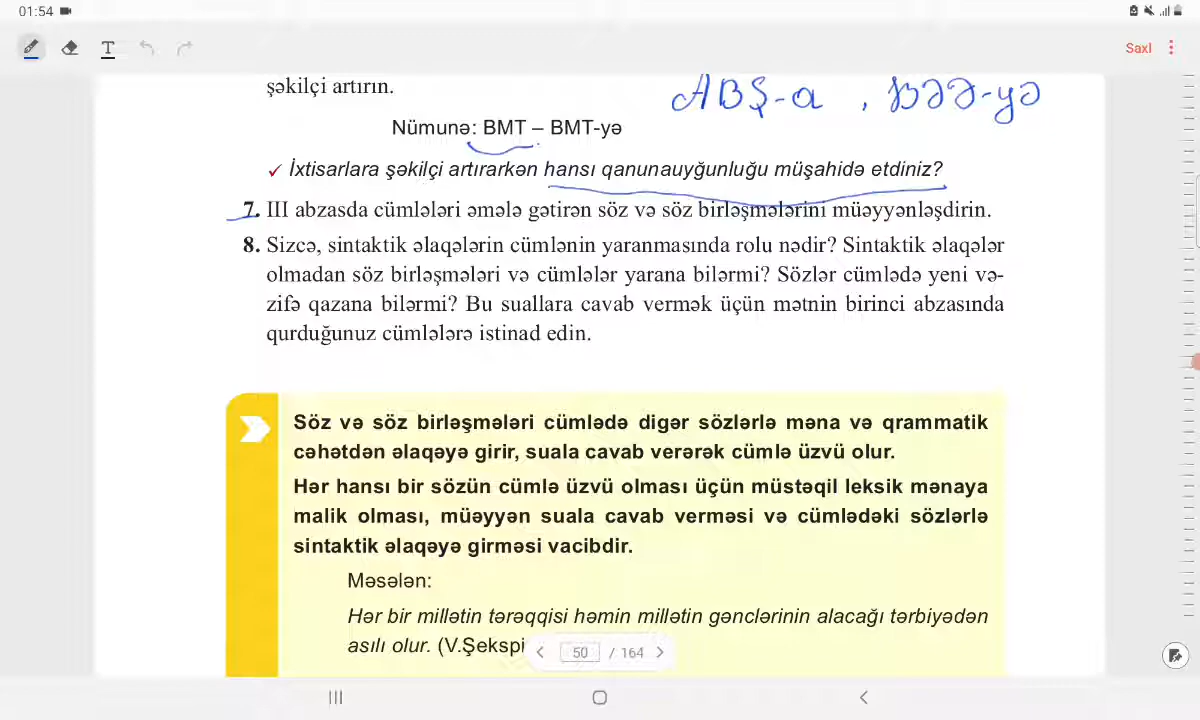 01:54
Saxl
şəkilçi artırın.
ABŞ-a , BƏƏ-yə
Nümunə: BMT – BMT-yə
✓ İxtisarlara şəkilçi artırarkən hansı qanunauyğunluğu müşahidə etdiniz?
7. III abzasda cümlələri əmələ gətirən söz və söz birləşmələrini müəyyənləşdirin.
8. Sizcə, sintaktik əlaqələrin cümlənin yaranmasında rolu nədir? Sintaktik əlaqələr
olmadan söz birləşmələri və cümlələr yarana bilərmi? Sözlər cümlədə yeni və-
zifə qazana bilərmi? Bu suallara cavab vermək üçün mətnin birinci abzasında
qurduğunuz cümlələrə istinad edin.
Söz və söz birləşmələri cümlədə digər sözlərlə məna və qrammatik
cəhətdən əlaqəyə girir, suala cavab verərək cümlə üzvü olur.
Hər hansı bir sözün cümlə üzvü olması üçün müstəqil leksik mənaya
malik olması, müəyyən suala cavab verməsi və cümlədəki sözlərlə
sintaktik əlaqəyə girməsi vacibdir.
Məsələn:
Hər bir millətin tərəqqisi həmin millətin gənclərinin alacağı tərbiyədən
asılı olur. (V.Şekspi
50 / 164